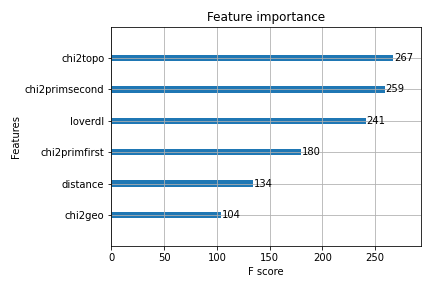 Feature importance
Features
chi2topo 267
chi2primsecond 259
loverdl 241
chi2primfirst 180
distance 134
chi2geo 104
0 50 100 150 200 250
F score